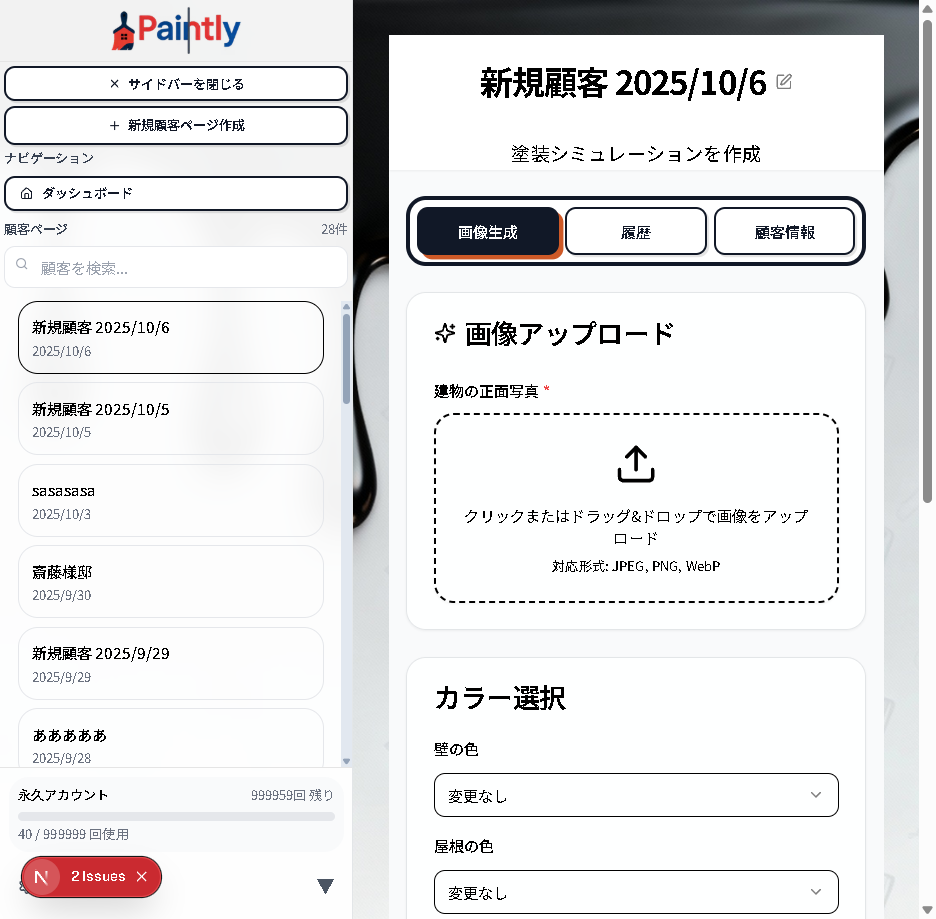 Paintly
サイドバーを閉じる
新規顧客ページ作成
ナビゲーション
ダッシュボード
顧客ページ 28件
顧客を検索...
新規顧客 2025/10/6
2025/10/6
新規顧客 2025/10/5
2025/10/5
sasasasa
2025/10/3
斎藤様邸
2025/9/30
新規顧客 2025/9/29
2025/9/29
あああああ
2025/9/28
永久アカウント 999959回 残り
40 / 999999 回使用
N 2 Issues
新規顧客 2025/10/6
塗装シミュレーションを作成
画像生成 履歴 顧客情報
画像アップロード
建物の正面写真 *
クリックまたはドラッグ&ドロップで画像をアップ
ロード
対応形式: JPEG, PNG, WebP
カラー選択
壁の色
変更なし
屋根の色
変更なし